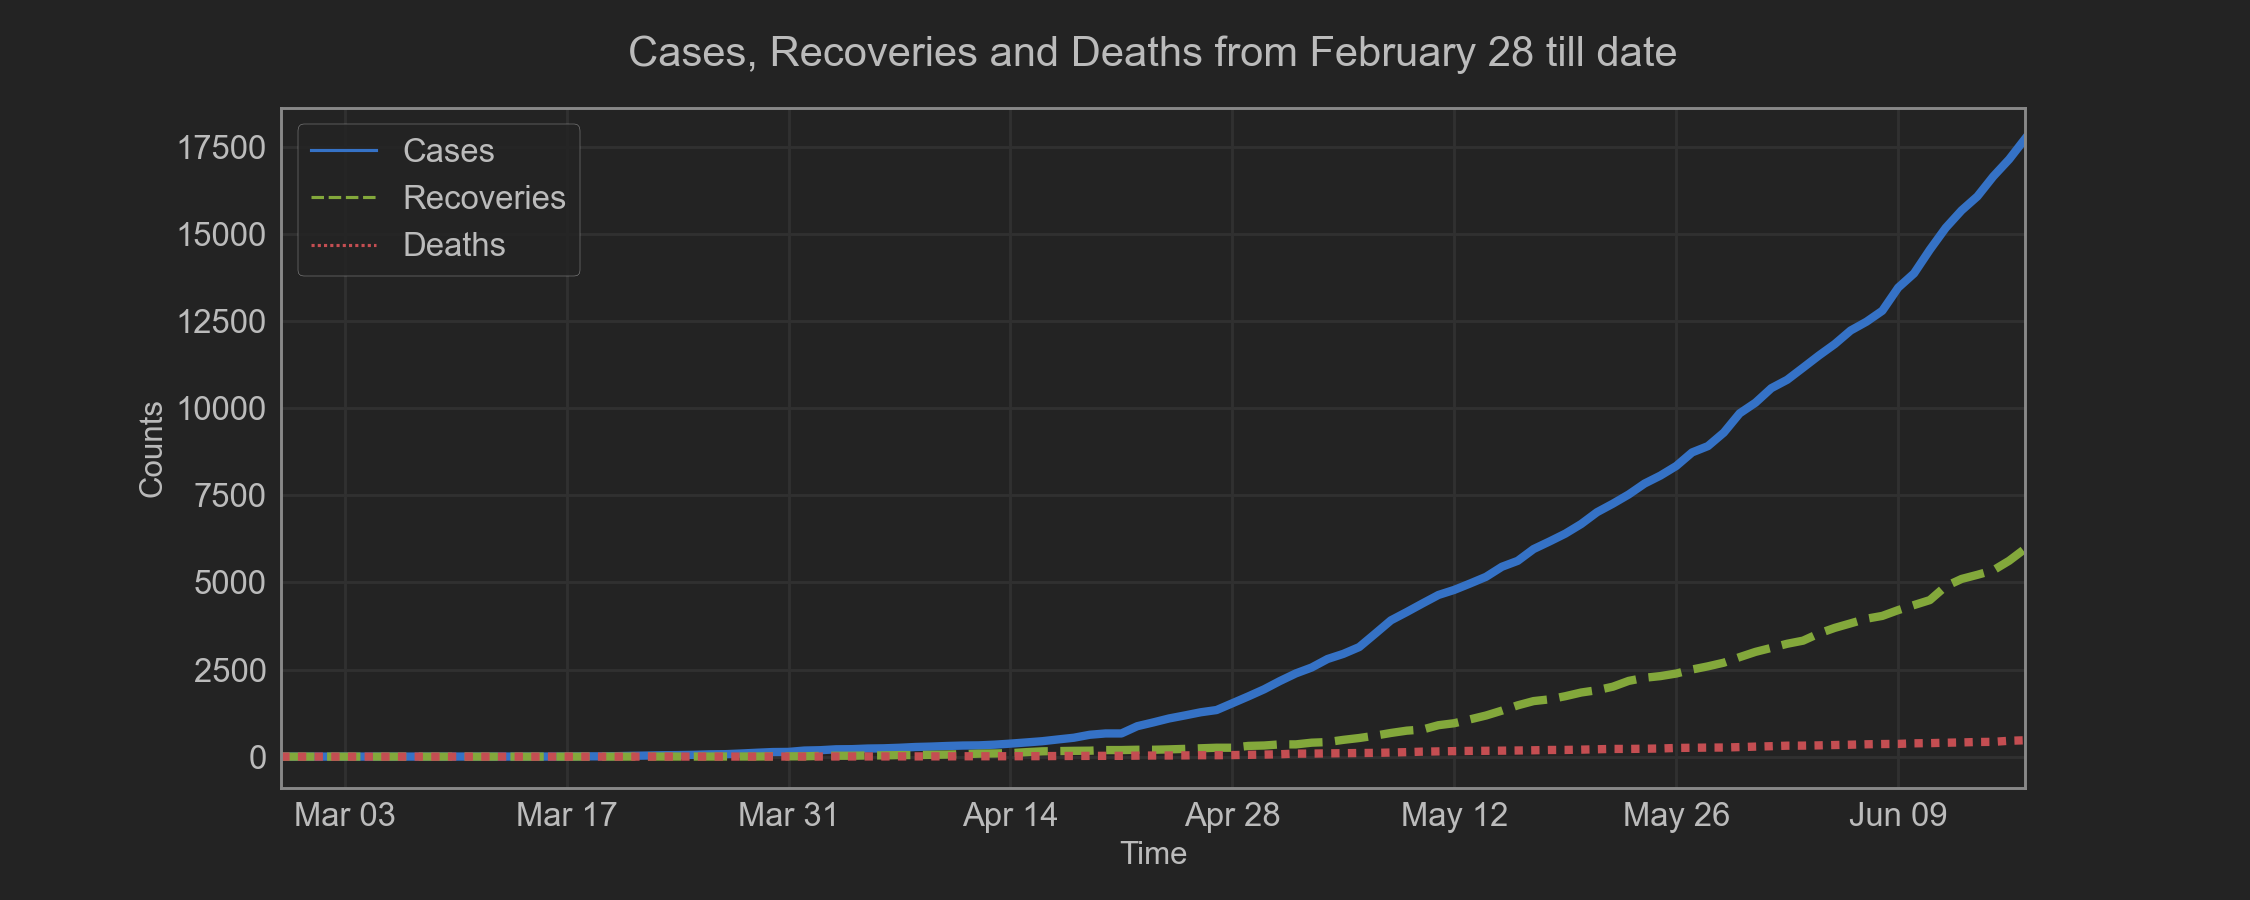 Cases, Recoveries and Deaths from February 28 till date
Cases
Recoveries
Deaths
17500
15000
12500
10000
7500
5000
2500
0
Counts
Mar 03 Mar 17 Mar 31 Apr 14 Apr 28 May 12 May 26 Jun 09
Time